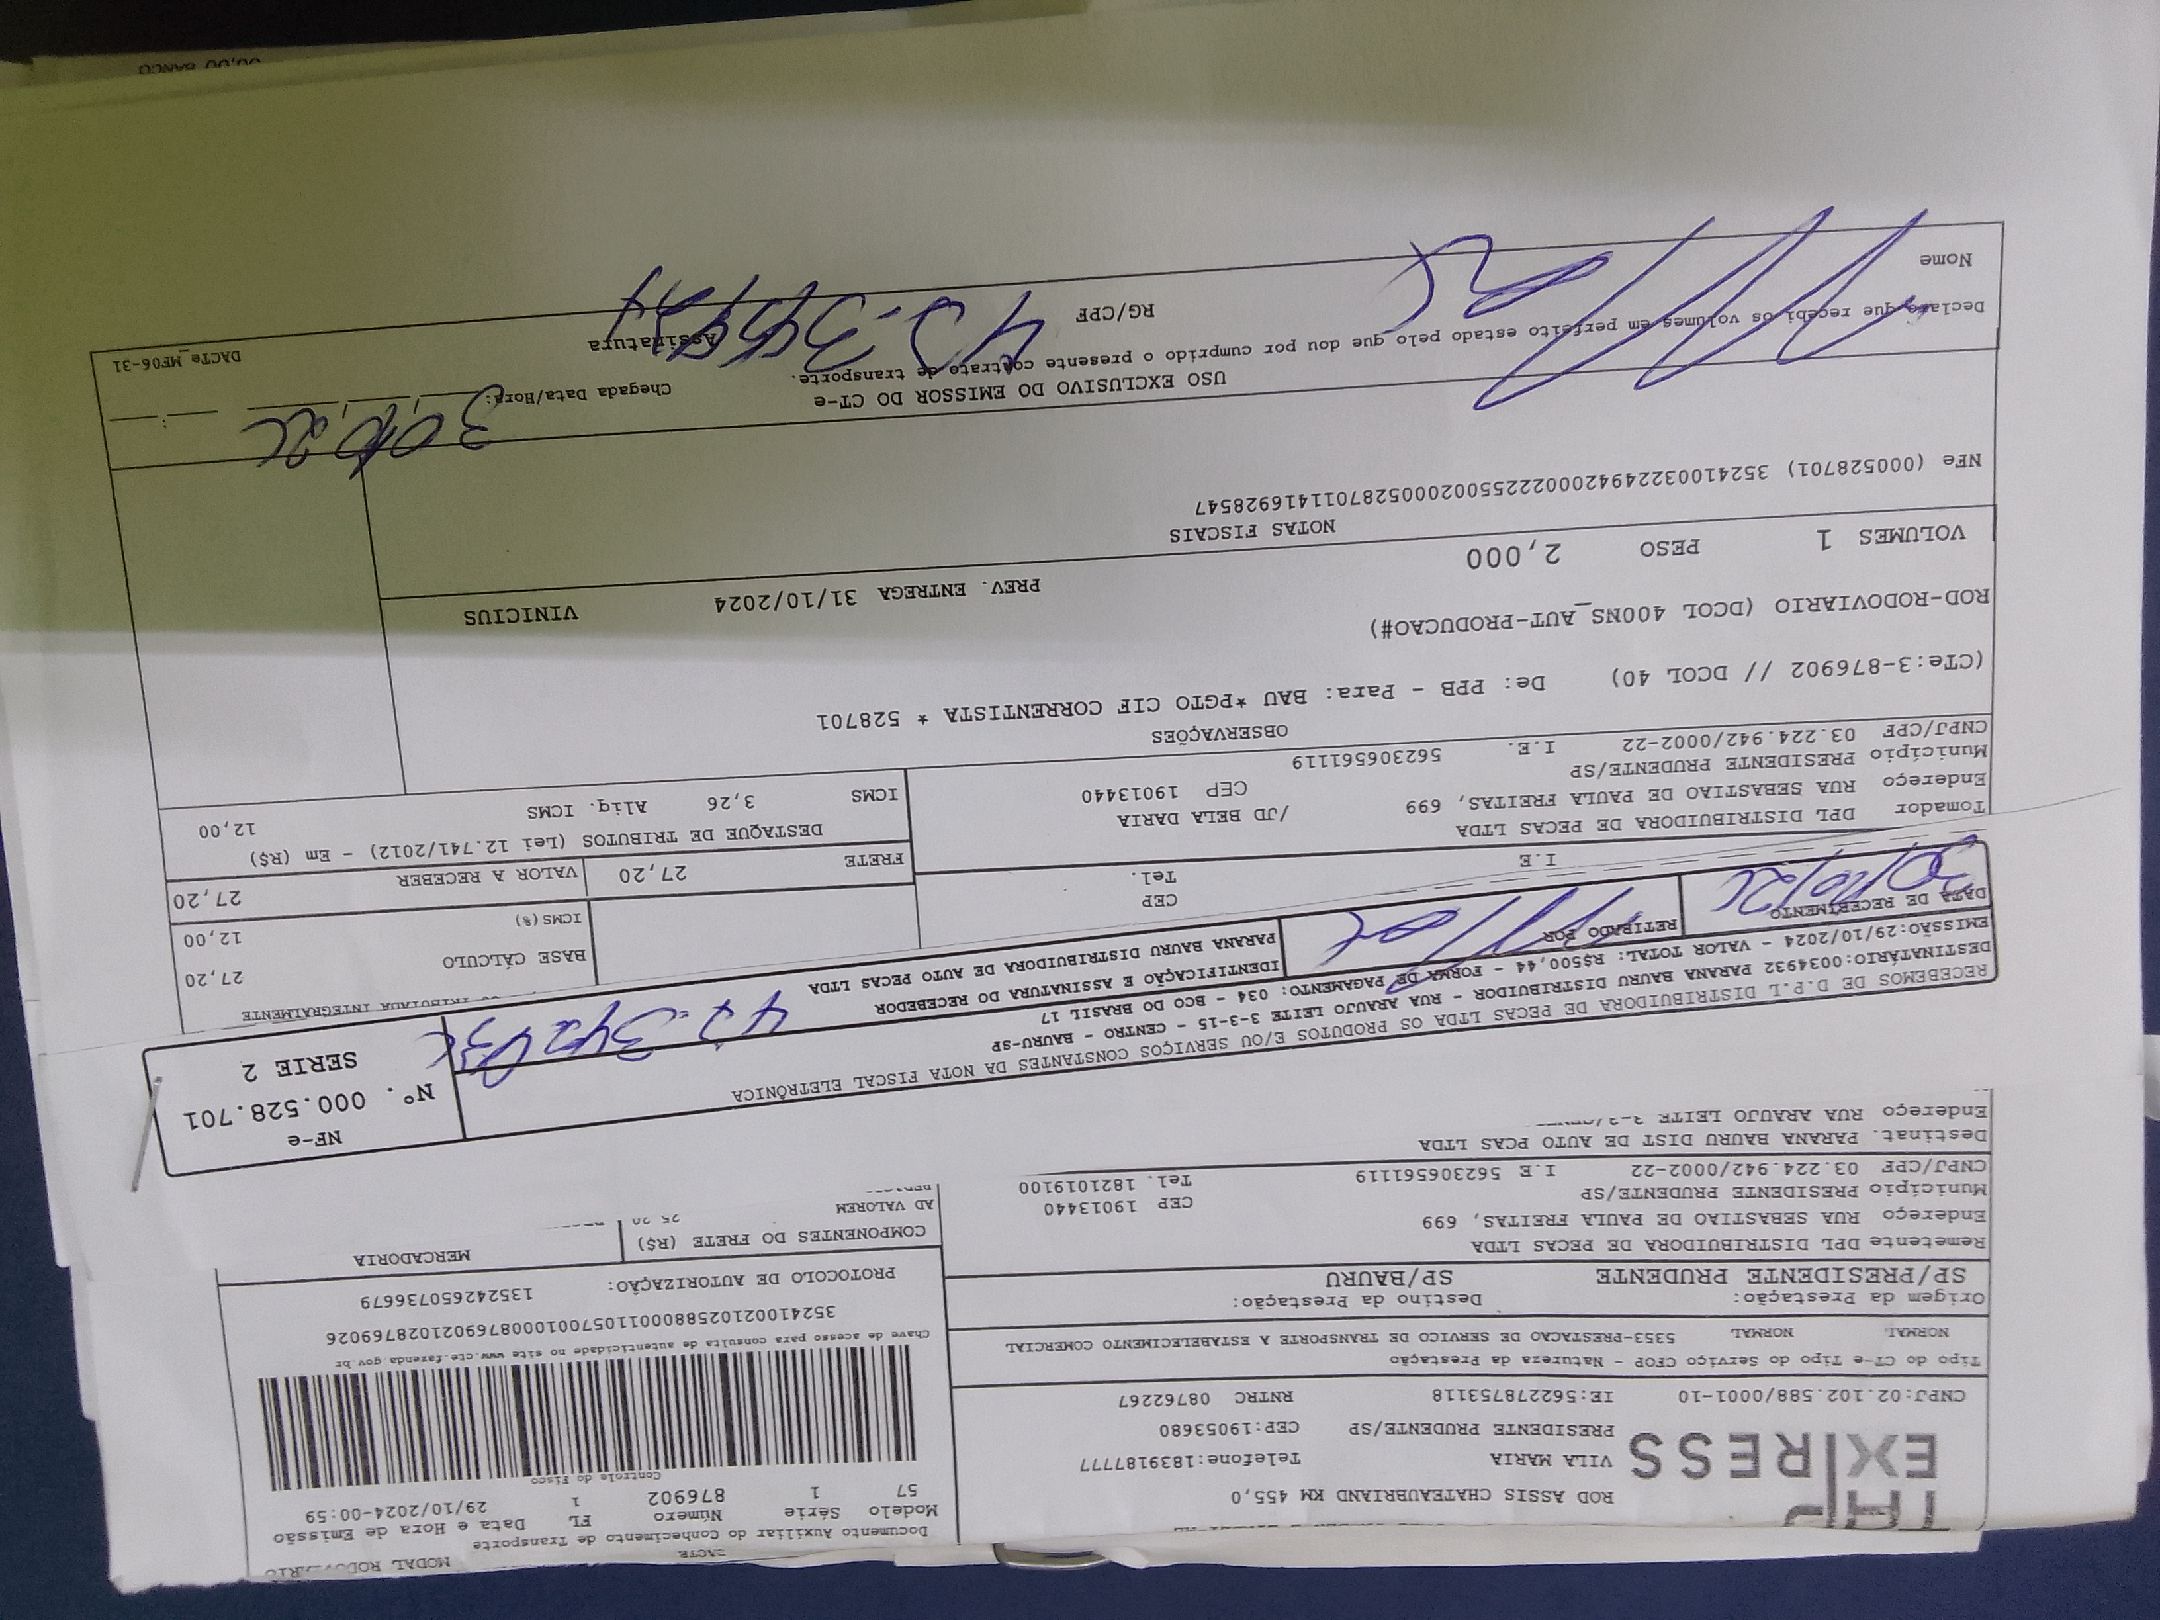 DACTE
MODAL RODOVIARIO
Documento Auxiliar do Conhecimento de Transporte
Modelo Série Número FL Data e Hora de Emissão
57 1 876902 1 29/10/2024-00:59
Controle do Fisco
EXPRESS
ROD ASSIS CHATEAUBRIAND KM 455,0
VILA MARIA Telefone:1839187777
PRESIDENTE PRUDENTE/SP CEP:19053680
CNPJ:02.102.588/0001-10 IE:562278753118 RNTRC 08762267
Chave de acesso para consulta de autenticidade no site www.cte.fazenda.gov.br
35241002102588000110570010008769021028769026
PROTOCOLO DE AUTORIZAÇÃO: 135242650736679
Tipo do CT-e Tipo do Serviço CFOP - Natureza da Prestação
NORMAL NORMAL 5353-PRESTACAO DE SERVICO DE TRANSPORTE A ESTABELECIMENTO COMERCIAL
Origem da Prestação: Destino da Prestação:
SP/PRESIDENTE PRUDENTE SP/BAURU
Remetente DPL DISTRIBUIDORA DE PECAS LTDA
Endereço RUA SEBASTIAO DE PAULA FREITAS, 699
Município PRESIDENTE PRUDENTE/SP CEP 19013440
CNPJ/CPF 03.224.942/0002-22 I.E 562306561119 Tel. 1821019100
COMPONENTES DO FRETE (R$) MERCADORIA
AD VALOREM
Destinat. PARANA BAURU DIST DE AUTO PCAS LTDA
Endereço RUA ARAUJO LEITE
RECEBEMOS DE D.P.L DISTRIBUIDORA DE PECAS LTDA OS PRODUTOS E/OU SERVIÇOS CONSTANTES DA NOTA FISCAL ELETRÔNICA
DESTINATÁRIO:0034932 PARANA BAURU DISTRIBUIDOR - RUA ARAUJO LEITE 3-3-15 - CENTRO - BAURU-SP
EMISSÃO:29/10/2024 - VALOR TOTAL: R$500,44 - FORMA DE PAGAMENTO: 034 - BCO DO BRASIL 17
DATA DE RECEBIMENTO RETIRADO POR IDENTIFICAÇÃO E ASSINATURA DO RECEBEDOR
PARANA BAURU DISTRIBUIDORA DE AUTO PECAS LTDA
NF-e
Nº. 000.528.701
SERIE 2
TRIBUTADA INTEGRALMENTE
BASE CÁLCULO 27,20
ICMS(%) 12,00
CEP
I.E Tel.
FRETE 27,20 VALOR A RECEBER 27,20
DESTAQUE DE TRIBUTOS (Lei 12.741/2012) - Em (R$)
ICMS 3,26 Aliq. ICMS 12,00
Tomador DPL DISTRIBUIDORA DE PECAS LTDA
Endereço RUA SEBASTIAO DE PAULA FREITAS, 699 /JD BELA DARIA
Município PRESIDENTE PRUDENTE/SP CEP 19013440
CNPJ/CPF 03.224.942/0002-22 I.E. 562306561119
OBSERVAÇÕES
(CTe:3-876902 // DCOL 40) De: PPB - Para: BAU *PGTO CIF CORRENTISTA * 528701
ROD-RODOVIARIO (DCOL 400NS_AUT-PRODUCAO#)
PREV. ENTREGA 31/10/2024 VINICIUS
VOLUMES 1 PESO 2,000
NOTAS FISCAIS
NFe (000528701) 35241003224942000222550020005287011416928547
USO EXCLUSIVO DO EMISSOR DO CT-e
Declaro que recebi os volumes em perfeito estado pelo que dou por cumprido o presente contrato de transporte.
Chegada Data/Hora:
Nome RG/CPF Assinatura
DACTe_MF06-31